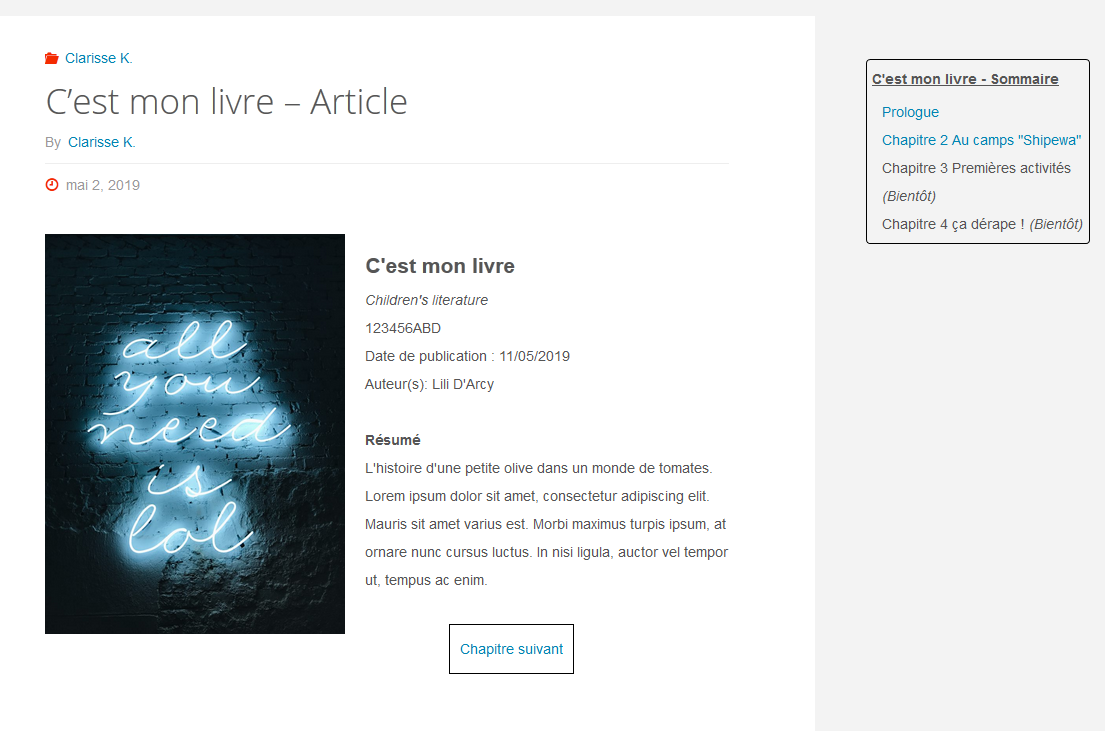 Clarisse K.
C’est mon livre – Article
By Clarisse K.
mai 2, 2019
all
you
need
is
lol
C'est mon livre
Children's literature
123456ABD
Date de publication : 11/05/2019
Auteur(s): Lili D'Arcy
Résumé
L'histoire d'une petite olive dans un monde de tomates.
Lorem ipsum dolor sit amet, consectetur adipiscing elit.
Mauris sit amet varius est. Morbi maximus turpis ipsum, at
ornare nunc cursus luctus. In nisi ligula, auctor vel tempor
ut, tempus ac enim.
Chapitre suivant
C'est mon livre - Sommaire
Prologue
Chapitre 2 Au camps "Shipewa"
Chapitre 3 Premières activités
(Bientôt)
Chapitre 4 ça dérape ! (Bientôt)